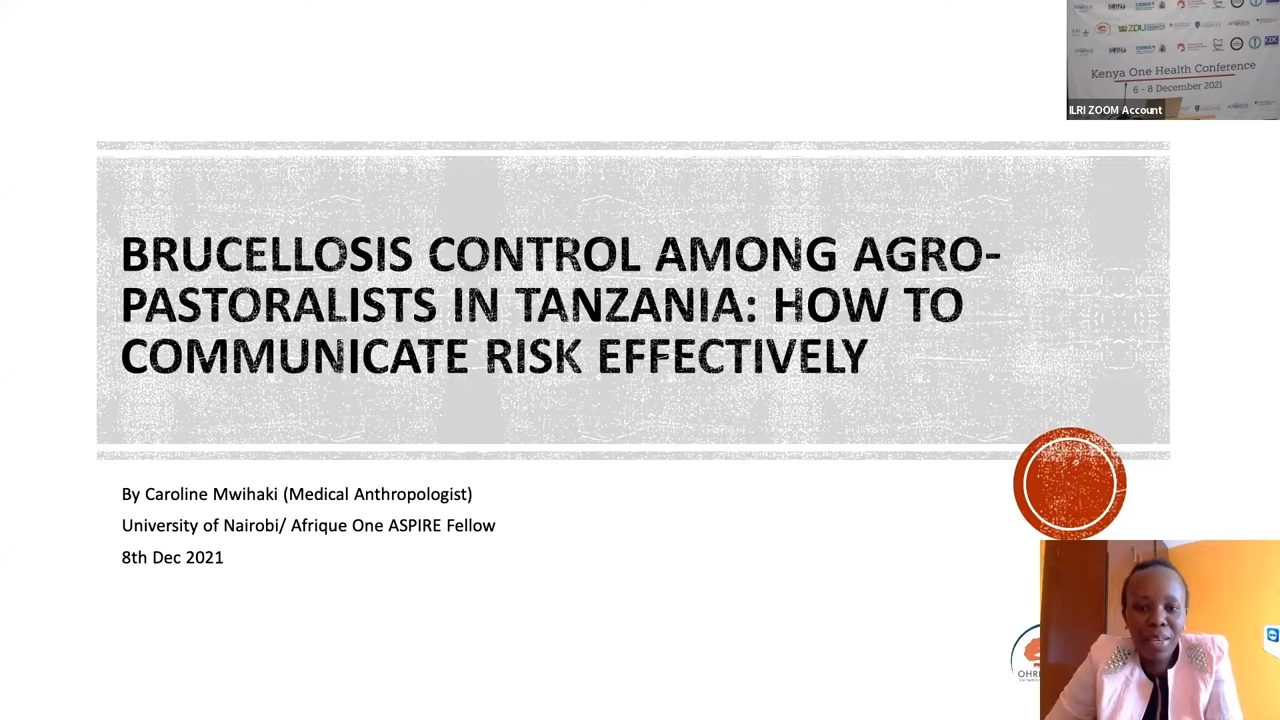 Kenya One Health Conference
6 - 8 December 2021
ILRI ZOOM Account
BRUCELLOSIS CONTROL AMONG AGRO-
PASTORALISTS IN TANZANIA: HOW TO
COMMUNICATE RISK EFFECTIVELY
By Caroline Mwihaki (Medical Anthropologist)
University of Nairobi/ Afrique One ASPIRE Fellow
8th Dec 2021